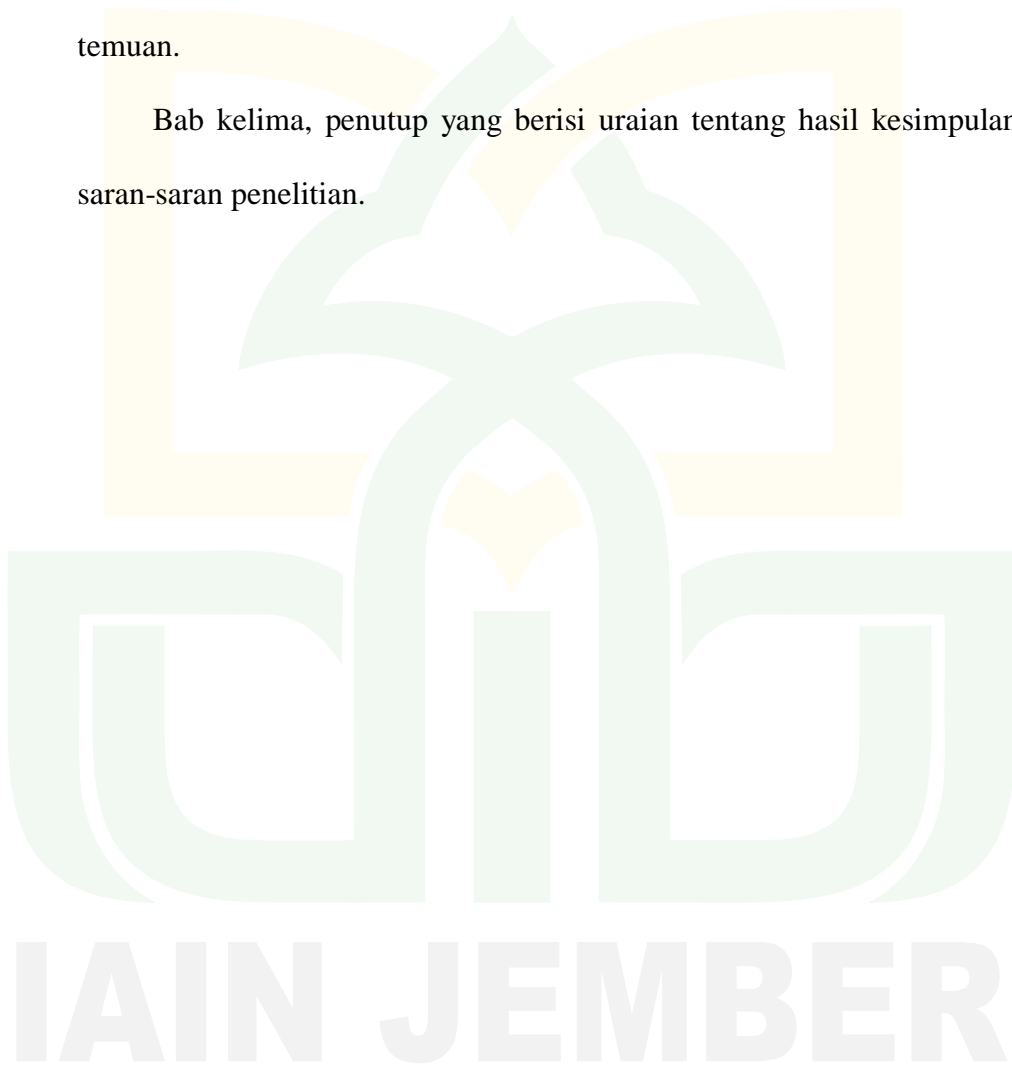 temuan.
Bab kelima, penutup yang berisi uraian tentang hasil kesimpulan
saran-saran penelitian.
IAIN JEMBER